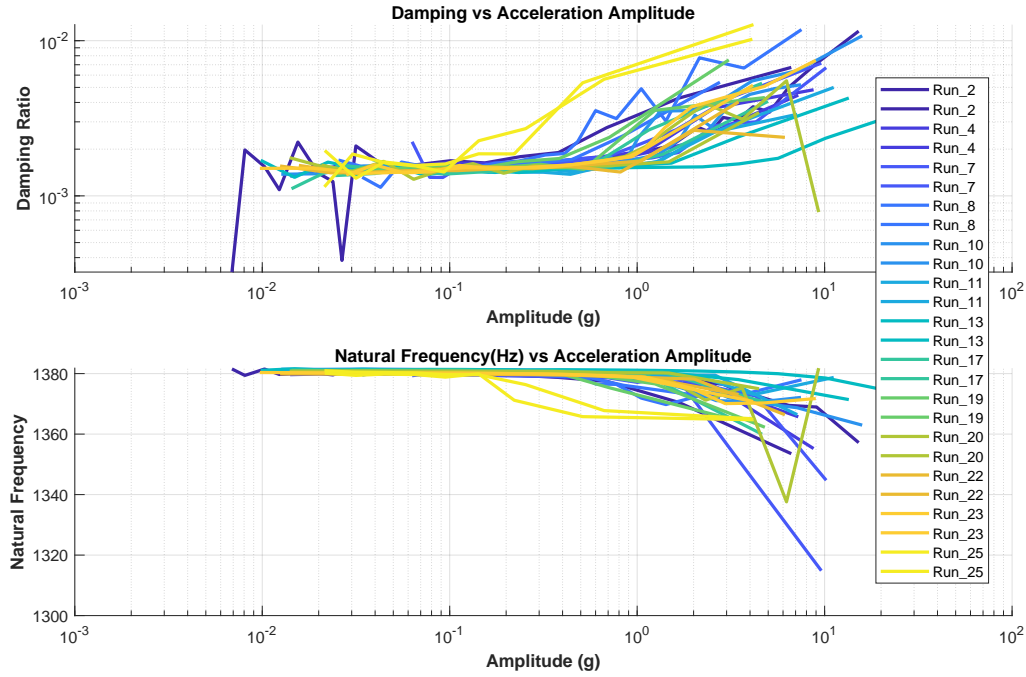 Damping vs Acceleration Amplitude
Damping Ratio
10^-2
10^-3
10^-3 10^-2 10^-1 10^0 10^1 10^2
Amplitude (g)
Run_2
Run_2
Run_4
Run_4
Run_7
Run_7
Run_8
Run_8
Run_10
Run_10
Run_11
Run_11
Run_13
Run_13
Run_17
Run_17
Run_19
Run_19
Run_20
Run_20
Run_22
Run_22
Run_23
Run_23
Run_25
Run_25
Natural Frequency(Hz) vs Acceleration Amplitude
Natural Frequency
1380
1360
1340
1320
1300
10^-3 10^-2 10^-1 10^0 10^1 10^2
Amplitude (g)